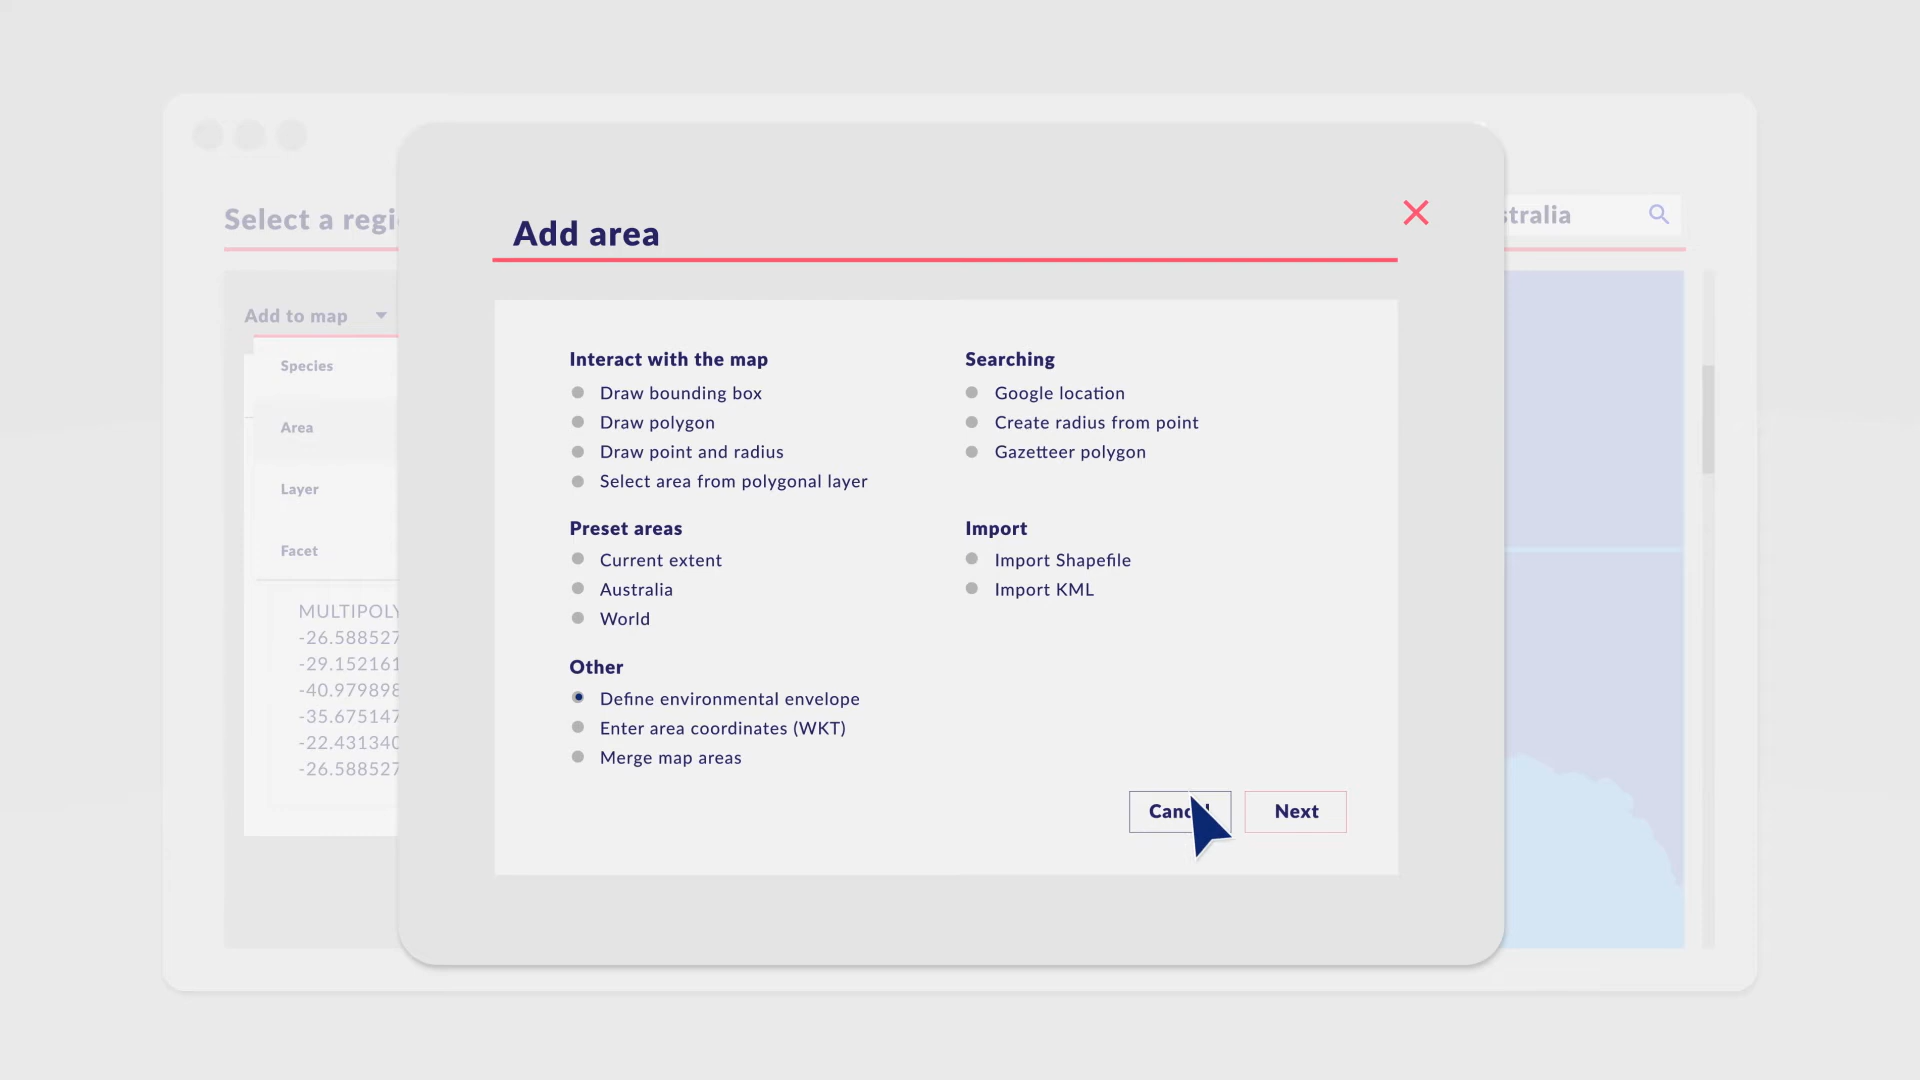 Select a regi
stralia
Add to map
Species
Area
Layer
Facet
MULTIPOLY
-26.588527
-29.152161
-40.979898
-35.675147
-22.431340
-26.588527
Add area
Interact with the map
Draw bounding box
Draw polygon
Draw point and radius
Select area from polygonal layer
Preset areas
Current extent
Australia
World
Other
Define environmental envelope
Enter area coordinates (WKT)
Merge map areas
Searching
Google location
Create radius from point
Gazetteer polygon
Import
Import Shapefile
Import KML
Cancel
Next